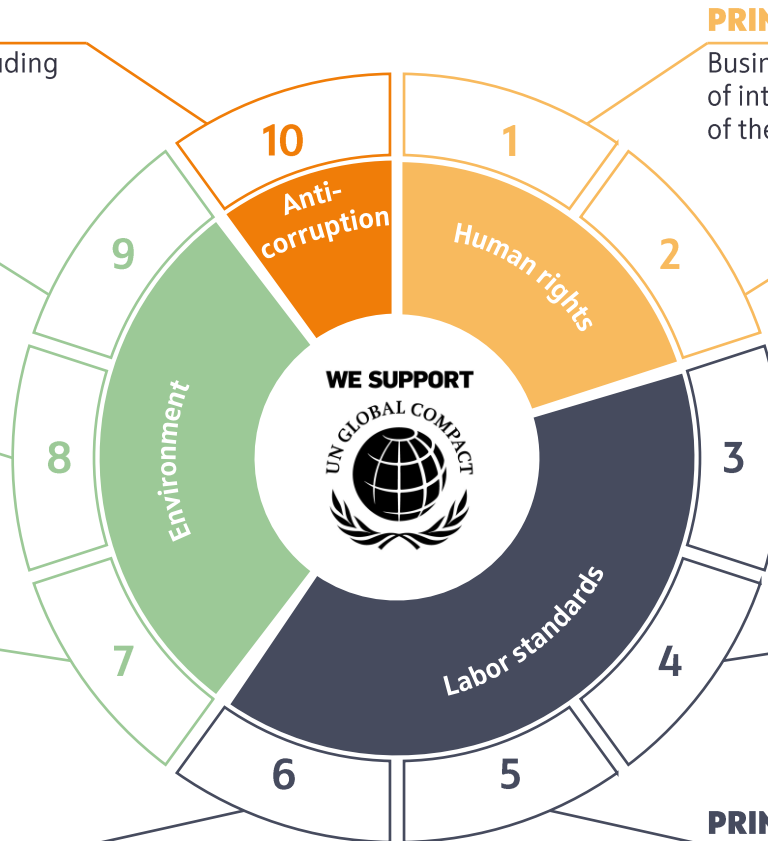 PRIN
uding
Busin
of int
of the
10
1
Anti-
corruption
9
2
Human rights
WE SUPPORT
UN GLOBAL COMPACT
Environment
8
3
Labor standards
7
4
6
5
PRIN